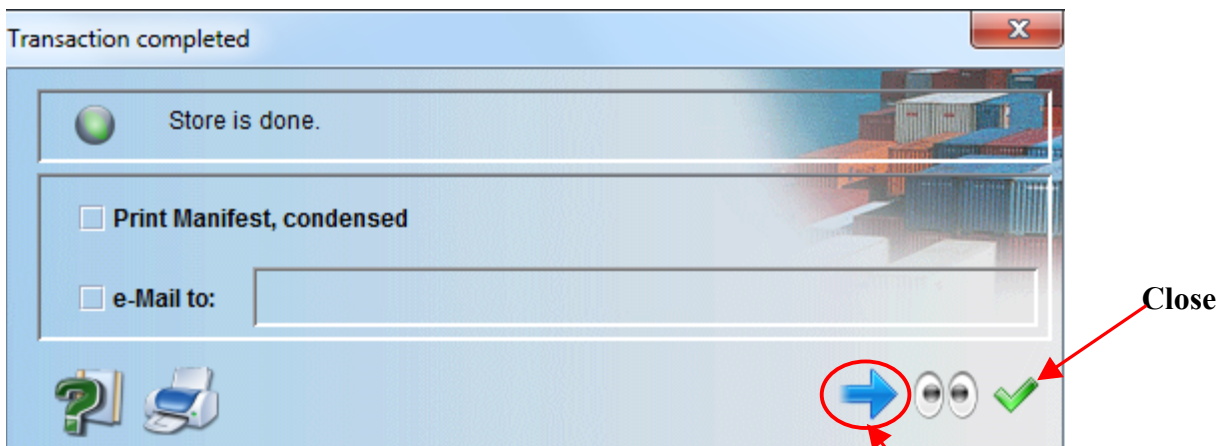 Transaction completed
Store is done.
Print Manifest, condensed
e-Mail to:
Close